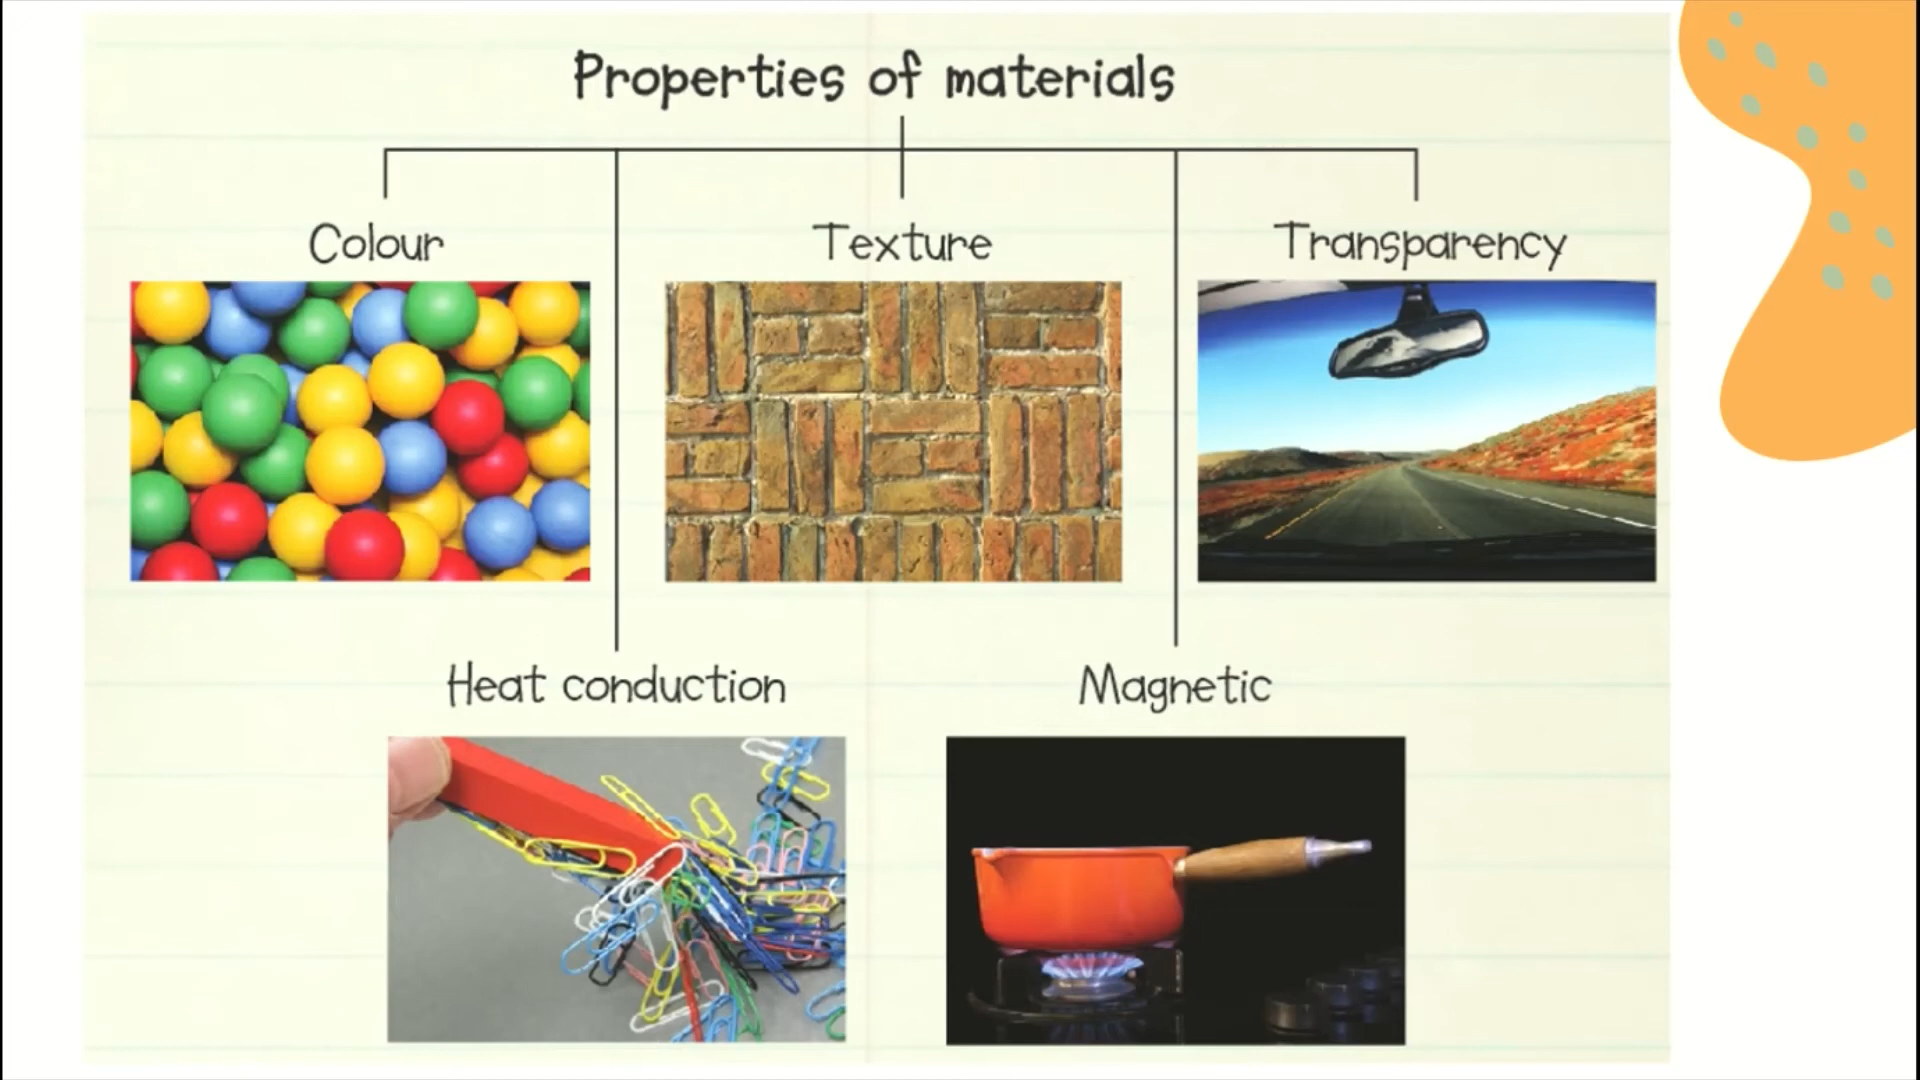 Properties of materials
Colour
Texture
Transparency
Heat conduction
Magnetic